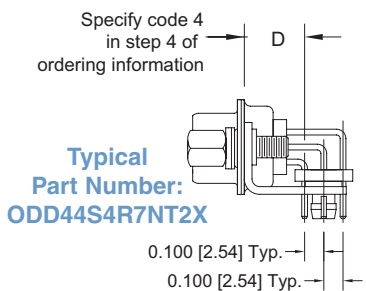 Specify code 4
in step 4 of
ordering information
D
Typical
Part Number:
ODD44S4R7NT2X
0.100 [2.54] Typ.
0.100 [2.54] Typ.